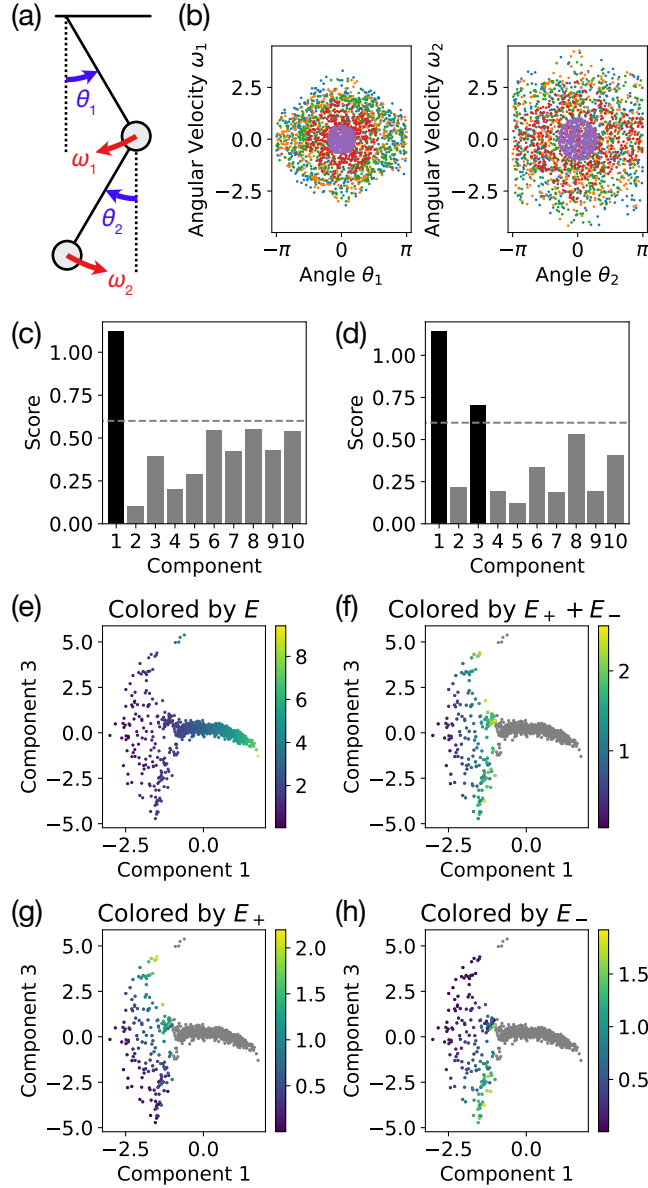 (a)
θ1
ω1
θ2
ω2
(b)
Angular Velocity ω1
2.5
0.0
−2.5
−π 0 π
Angle θ1
Angular Velocity ω2
2.5
0.0
−2.5
−π 0 π
Angle θ2
(c)
Score
1.00
0.75
0.50
0.25
0.00
1 2 3 4 5 6 7 8 9 10
Component
(d)
Score
1.00
0.75
0.50
0.25
0.00
1 2 3 4 5 6 7 8 9 10
Component
(e)
Colored by E
Component 3
5.0
2.5
0.0
−2.5
−5.0
−2.5 0.0
Component 1
8
6
4
2
(f)
Colored by E+ + E−
Component 3
5.0
2.5
0.0
−2.5
−5.0
−2.5 0.0
Component 1
2
1
(g)
Colored by E+
Component 3
5.0
2.5
0.0
−2.5
−5.0
−2.5 0.0
Component 1
2.0
1.5
1.0
0.5
(h)
Colored by E−
Component 3
5.0
2.5
0.0
−2.5
−5.0
−2.5 0.0
Component 1
1.5
1.0
0.5